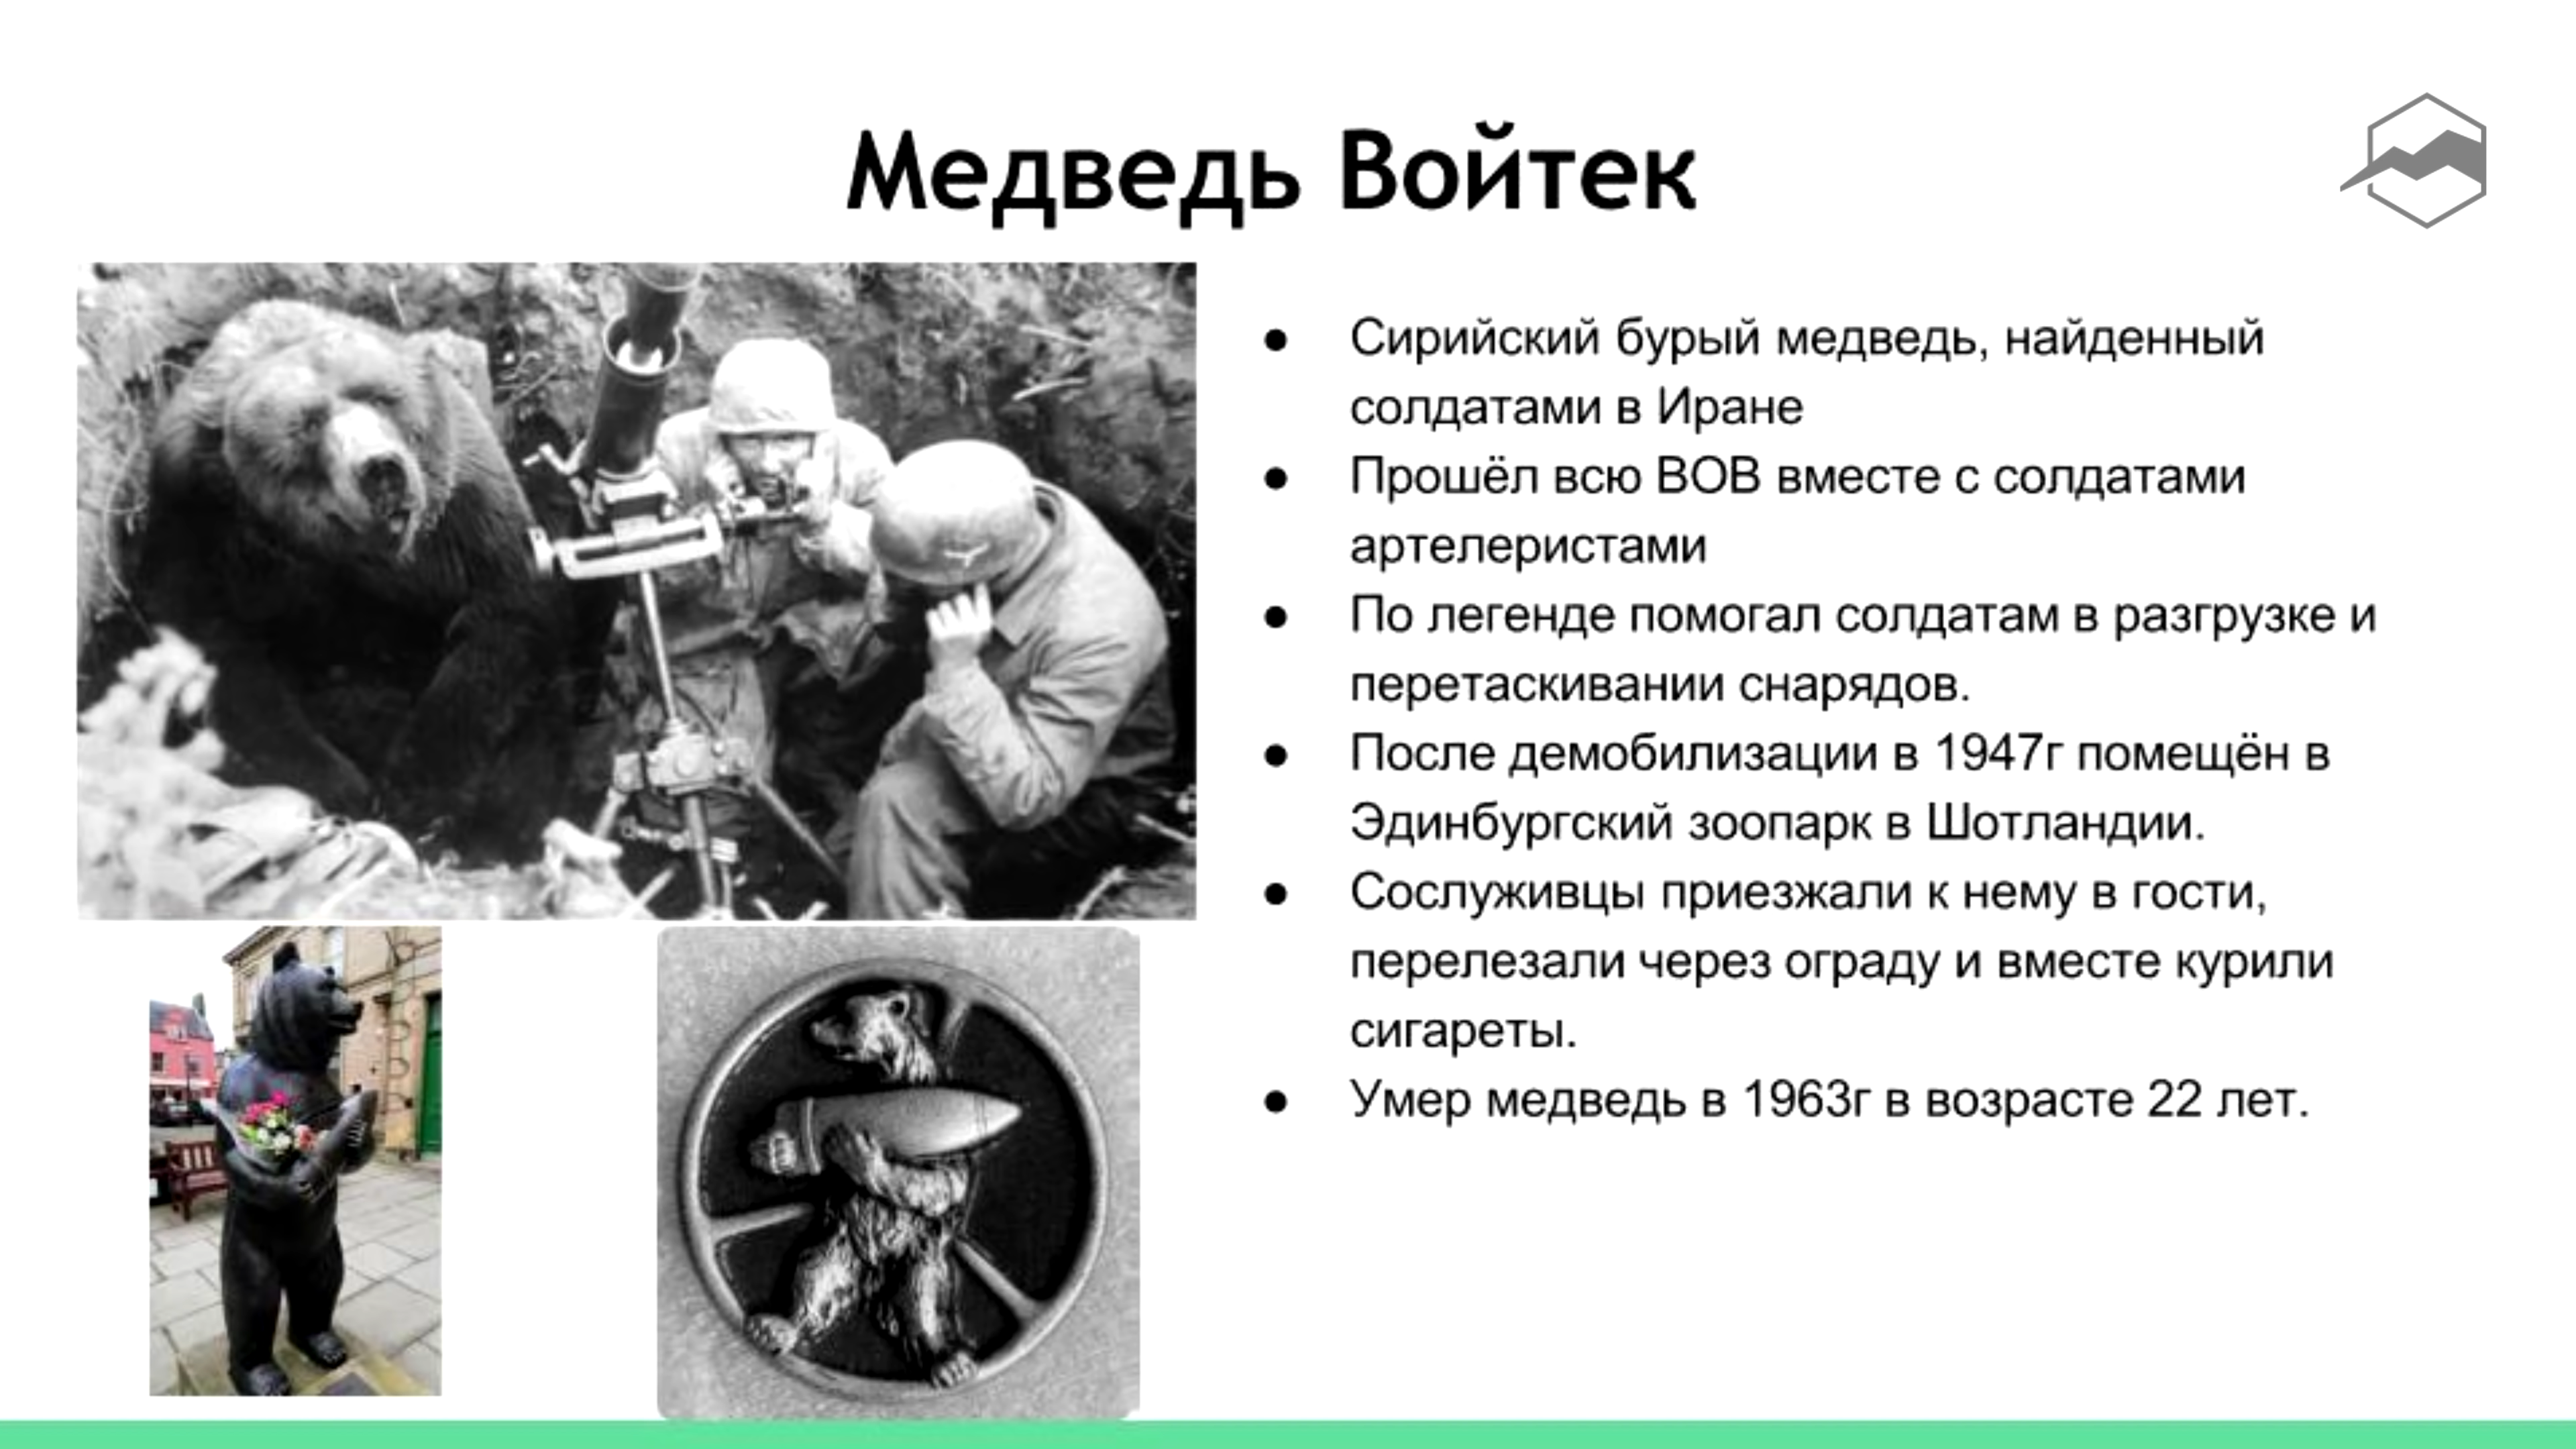 Медведь Войтек
● Сирийский бурый медведь, найденный
солдатами в Иране
● Прошёл всю ВОВ вместе с солдатами
артелеристами
● По легенде помогал солдатам в разгрузке и
перетаскивании снарядов.
● После демобилизации в 1947г помещён в
Эдинбургский зоопарк в Шотландии.
● Сослуживцы приезжали к нему в гости,
перелезали через ограду и вместе курили
сигареты.
● Умер медведь в 1963г в возрасте 22 лет.